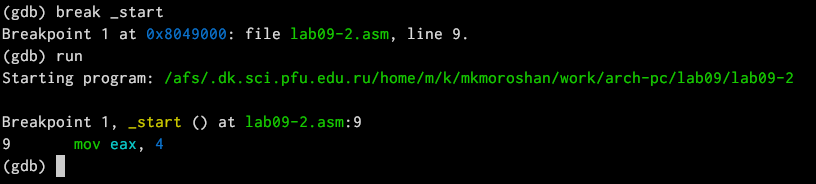 (gdb) break _start
Breakpoint 1 at 0x8049000: file lab09-2.asm, line 9.
(gdb) run
Starting program: /afs/.dk.sci.pfu.edu.ru/home/m/k/mkmoroshan/work/arch-pc/lab09/lab09-2

Breakpoint 1, _start () at lab09-2.asm:9
9       mov eax, 4
(gdb)